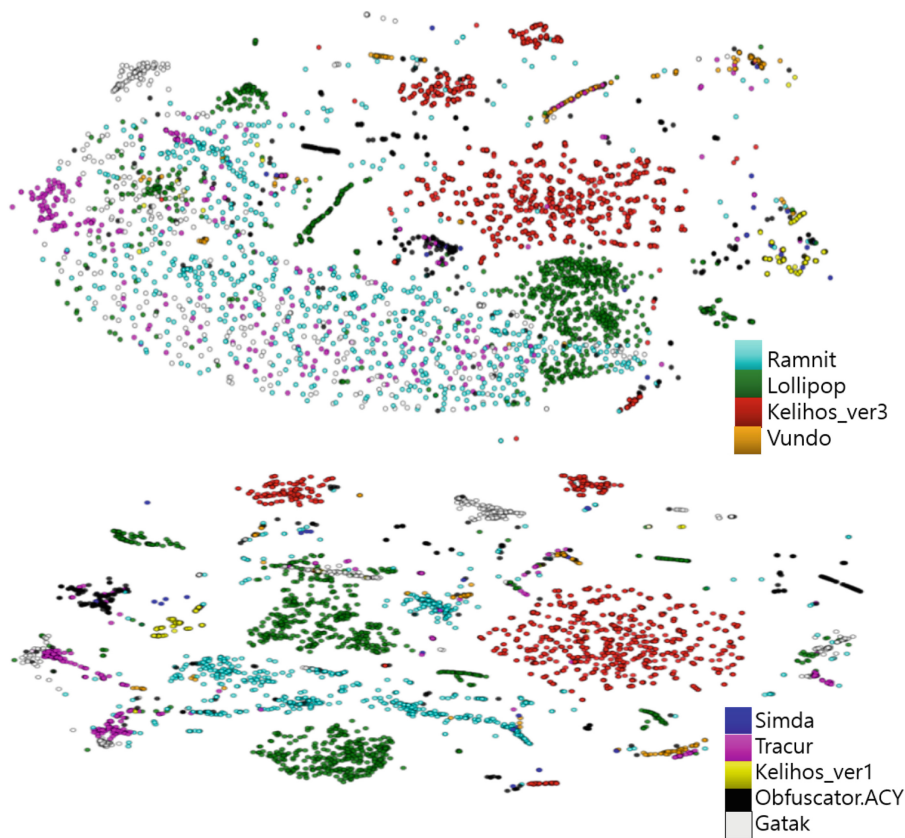 Ramnit
Lollipop
Kelihos_ver3
Vundo
Simda
Tracur
Kelihos_ver1
Obfuscator.ACY
Gatak